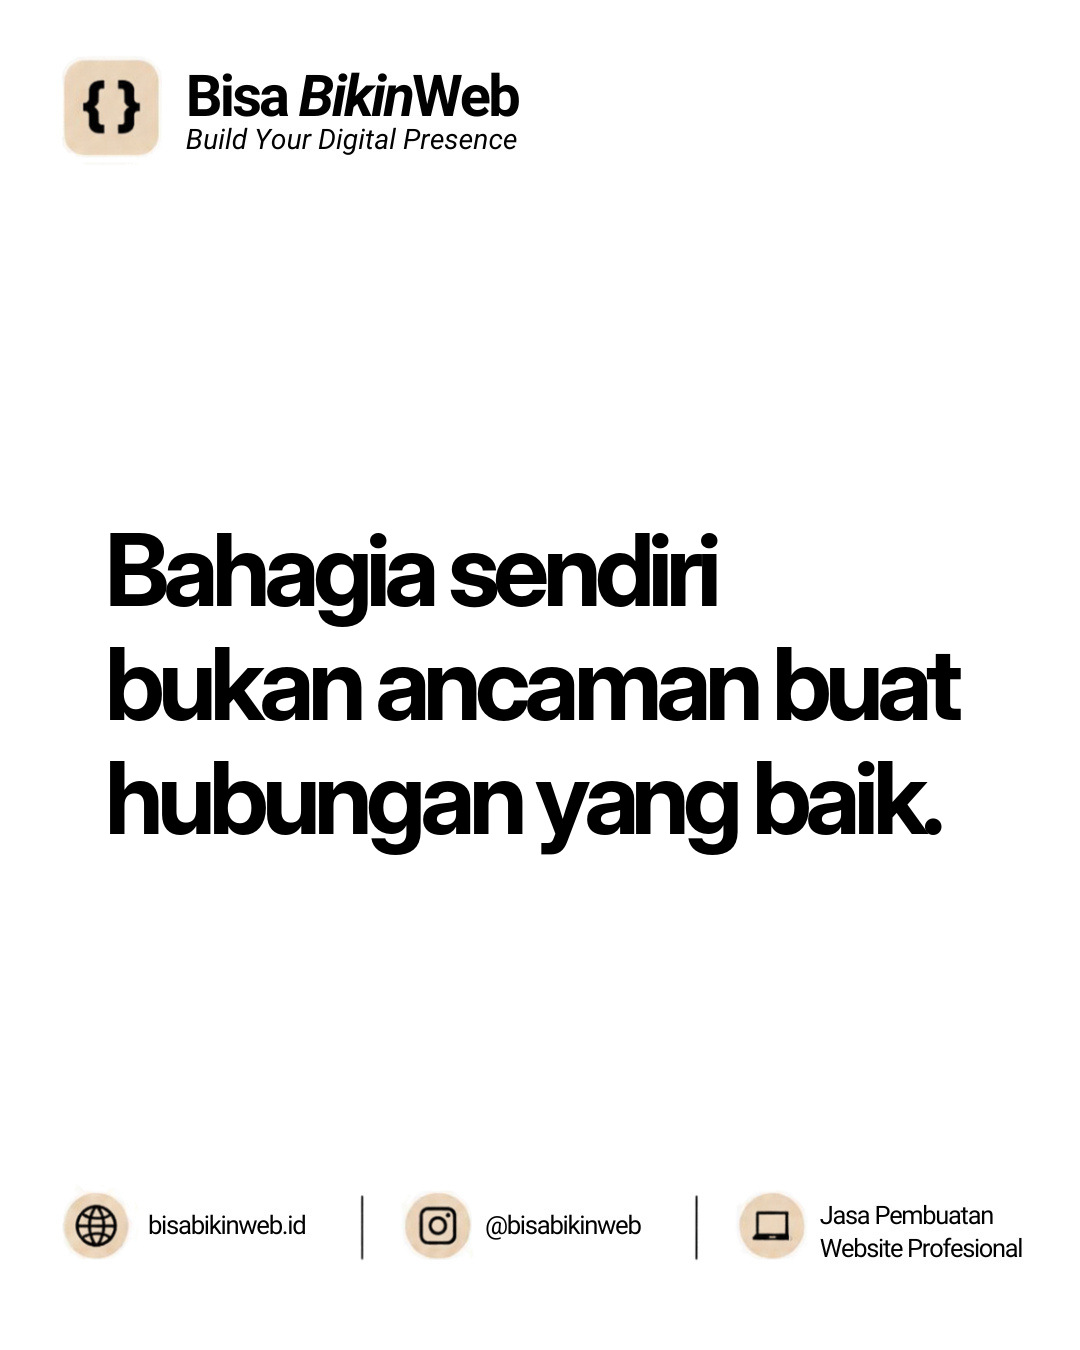 { }
Bisa BikinWeb
Build Your Digital Presence
Bahagia sendiri
bukan ancaman buat
hubungan yang baik.
bisabikinweb.id
@bisabikinweb
Jasa Pembuatan
Website Profesional